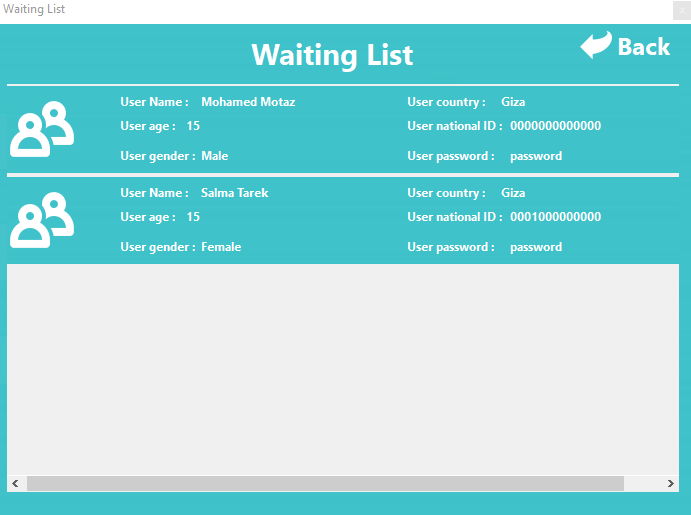 Waiting List
x
Waiting List
Back
User Name : Mohamed Motaz User country : Giza
User age : 15 User national ID : 0000000000000
User gender : Male User password : password
User Name : Salma Tarek User country : Giza
User age : 15 User national ID : 0001000000000
User gender : Female User password : password